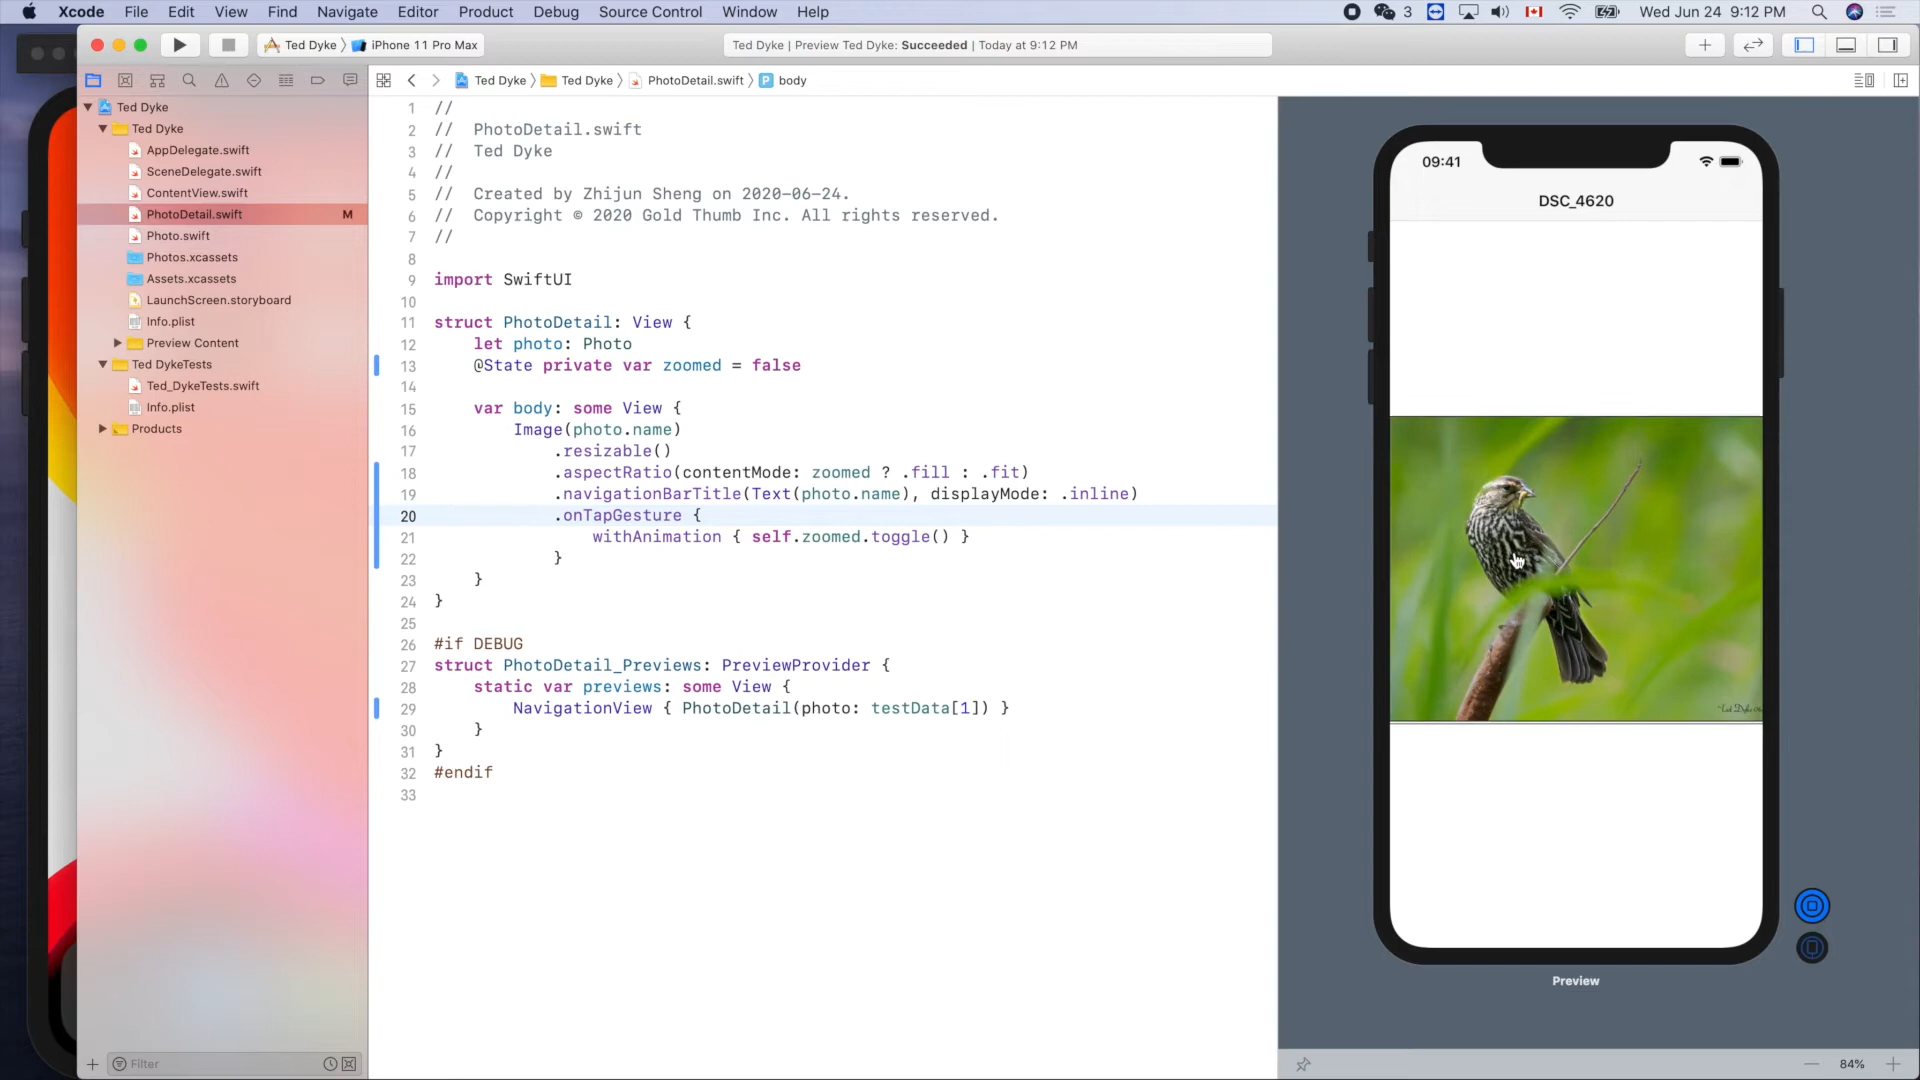 Xcode File Edit View Find Navigate Editor Product Debug Source Control Window Help 3 Wed Jun 24 9:12 PM
Ted Dyke iPhone 11 Pro Max Ted Dyke | Preview Ted Dyke: Succeeded | Today at 9:12 PM
Ted Dyke Ted Dyke PhotoDetail.swift P body
Ted Dyke
Ted Dyke
AppDelegate.swift
SceneDelegate.swift
ContentView.swift
PhotoDetail.swift M
Photo.swift
Photos.xcassets
Assets.xcassets
LaunchScreen.storyboard
Info.plist
Preview Content
Ted DykeTests
Ted_DykeTests.swift
Info.plist
Products
Filter
1 //
2 // PhotoDetail.swift
3 // Ted Dyke
4 //
5 // Created by Zhijun Sheng on 2020-06-24.
6 // Copyright © 2020 Gold Thumb Inc. All rights reserved.
7 //
8
9 import SwiftUI
10
11 struct PhotoDetail: View {
12 let photo: Photo
13 @State private var zoomed = false
14
15 var body: some View {
16 Image(photo.name)
17 .resizable()
18 .aspectRatio(contentMode: zoomed ? .fill : .fit)
19 .navigationBarTitle(Text(photo.name), displayMode: .inline)
20 .onTapGesture {
21 withAnimation { self.zoomed.toggle() }
22 }
23 }
24 }
25
26 #if DEBUG
27 struct PhotoDetail_Previews: PreviewProvider {
28 static var previews: some View {
29 NavigationView { PhotoDetail(photo: testData[1]) }
30 }
31 }
32 #endif
33
09:41
DSC_4620
Preview
84%